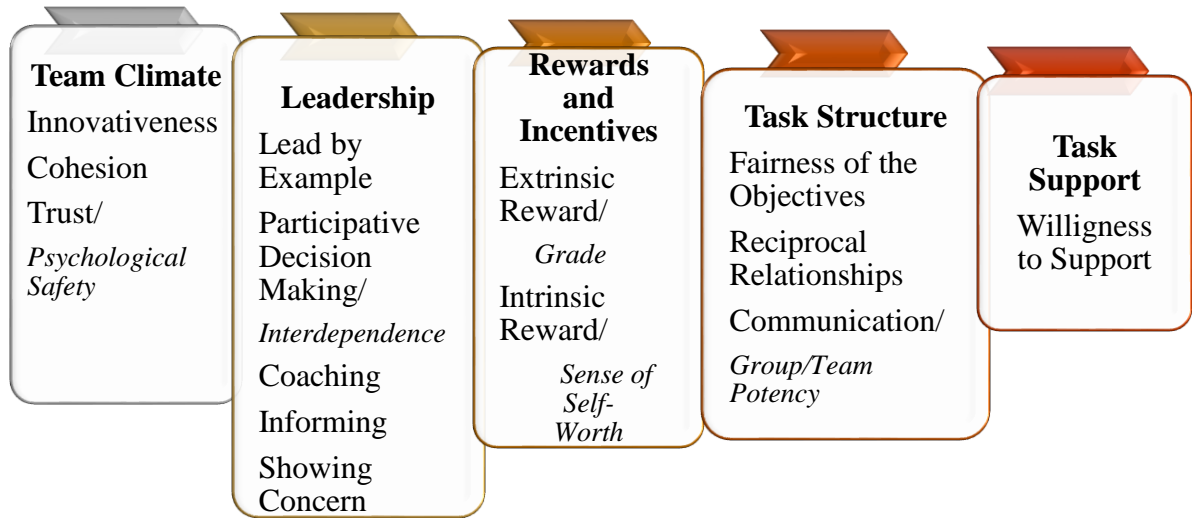 Team Climate
Innovativeness
Cohesion
Trust/
Psychological
Safety
Leadership
Lead by
Example
Participative
Decision
Making/
Interdependence
Coaching
Informing
Showing
Concern
Rewards
and
Incentives
Extrinsic
Reward/
Grade
Intrinsic
Reward/
Sense of
Self-
Worth
Task Structure
Fairness of the
Objectives
Reciprocal
Relationships
Communication/
Group/Team
Potency
Task
Support
Willigness
to Support